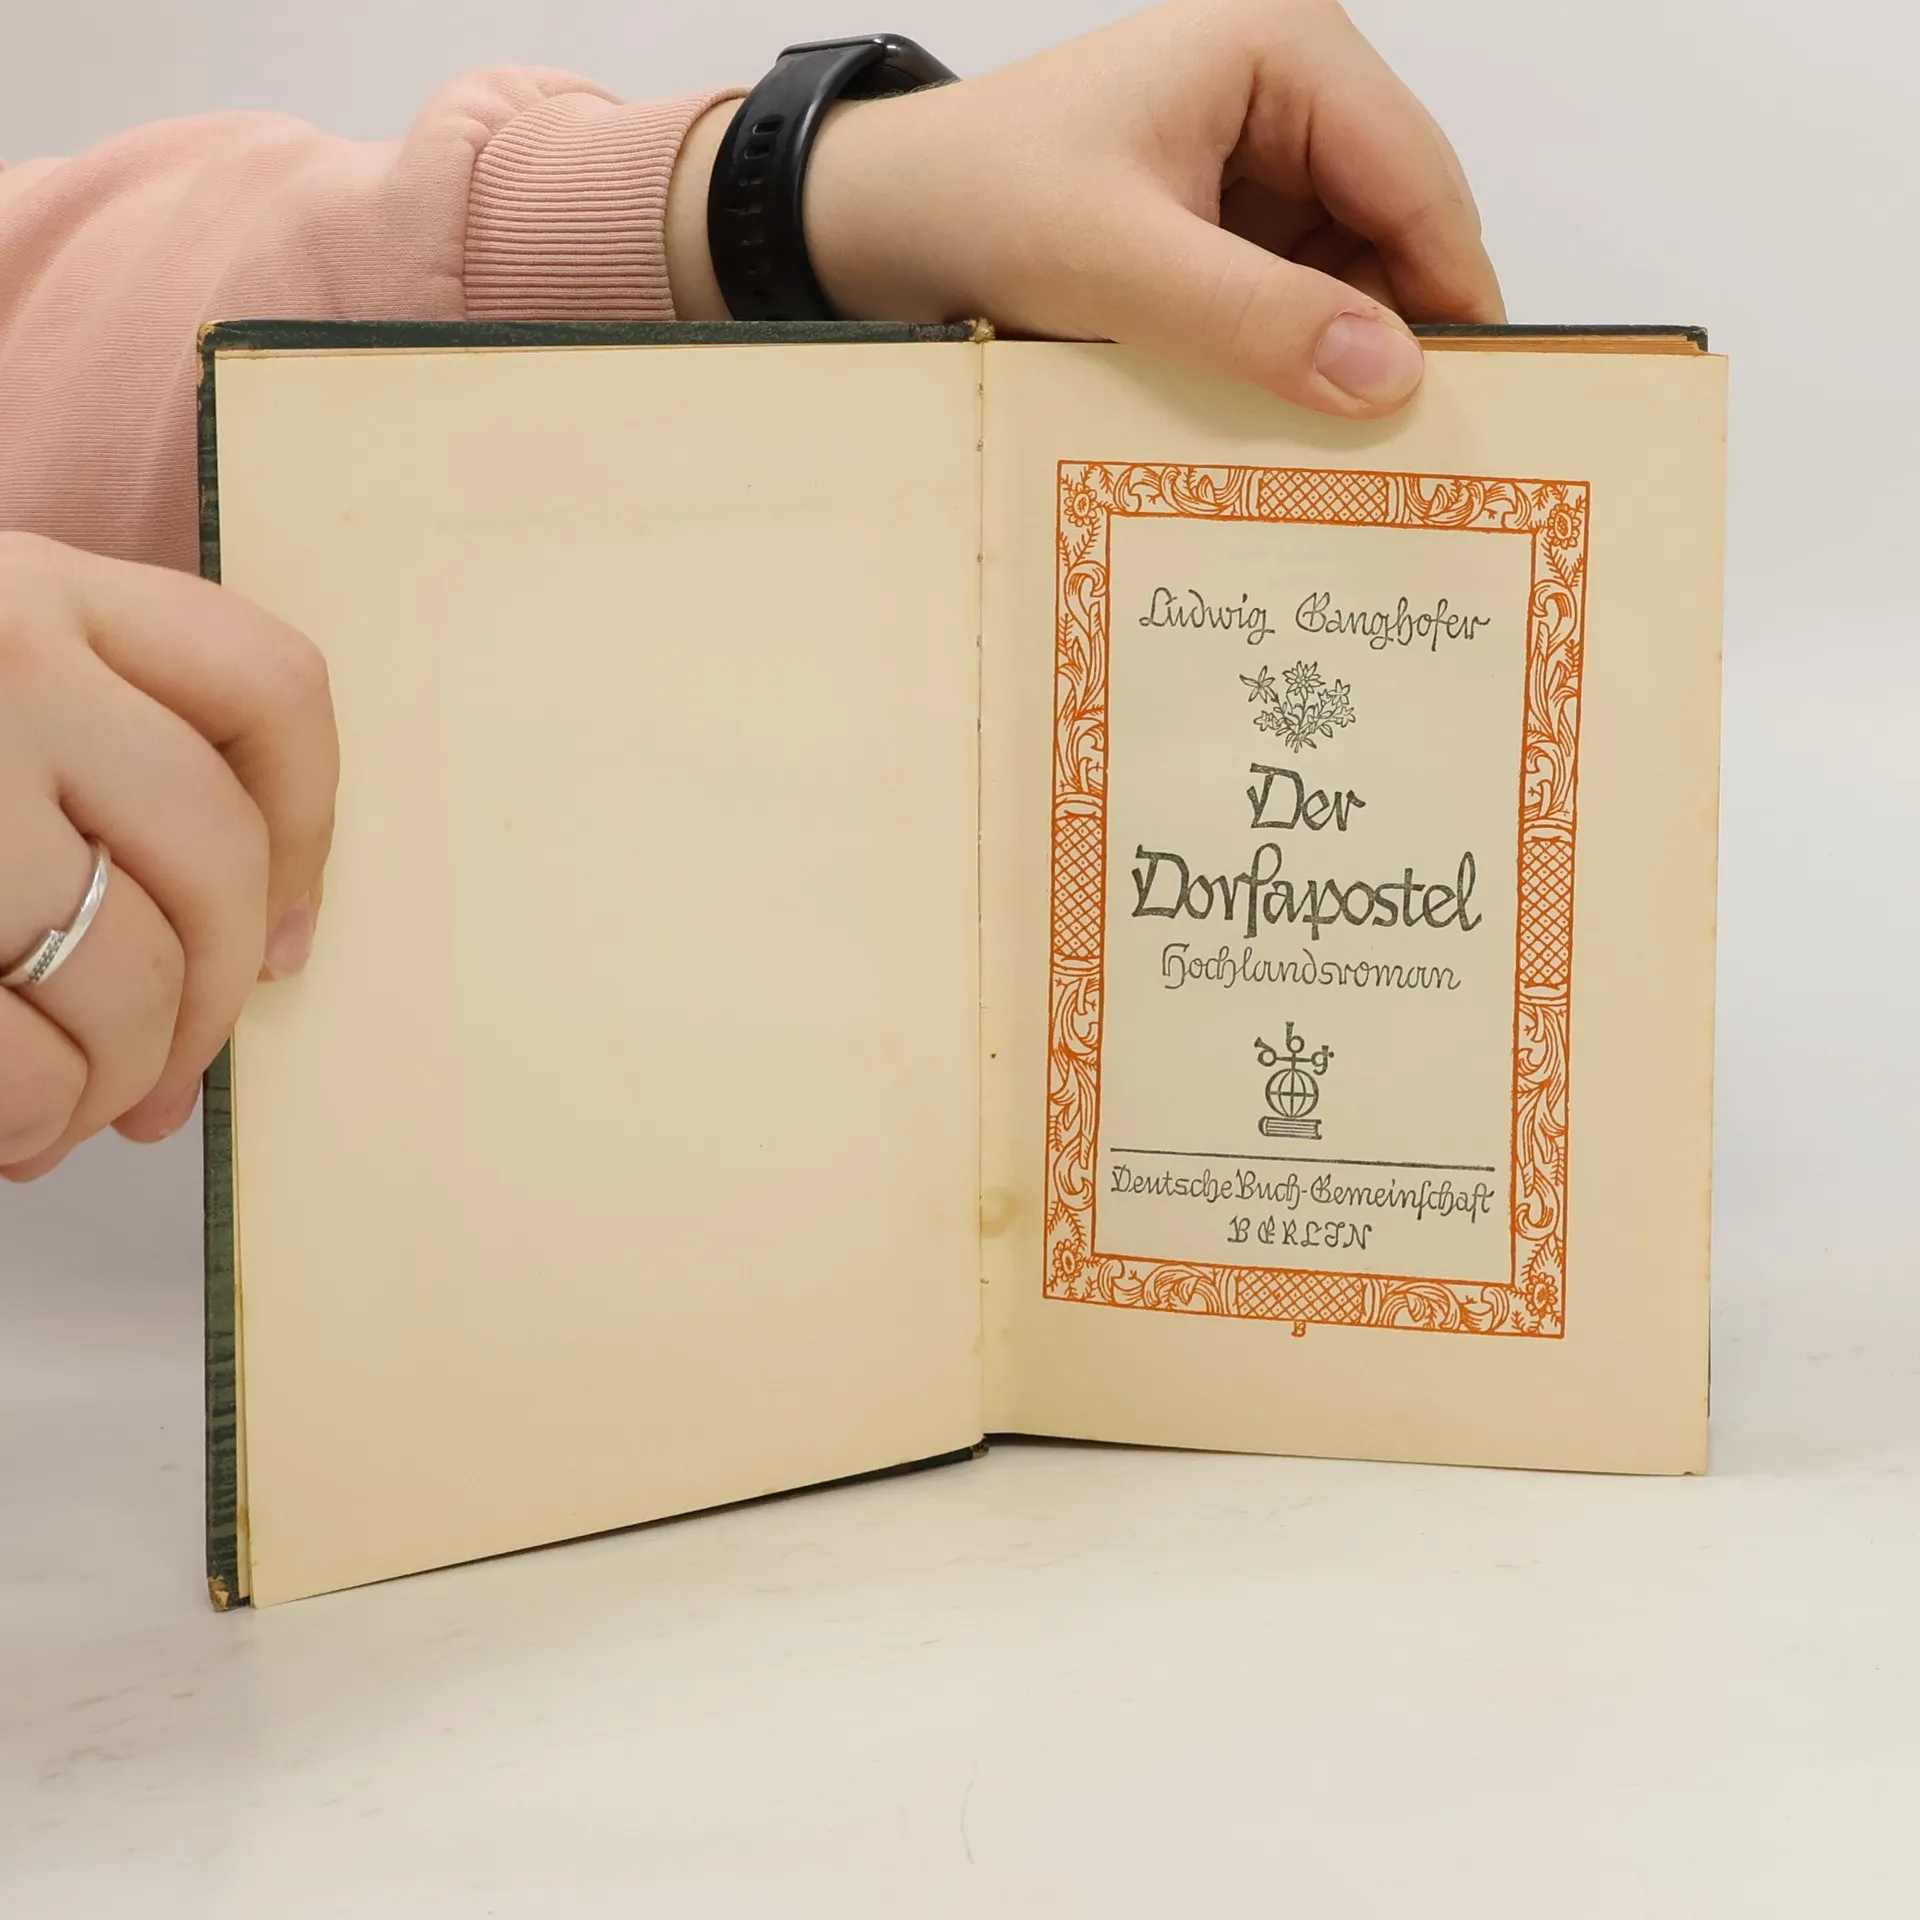 Ludwig Ganghofer
Der
Dorfapostel
Hochlandsroman
dbg
Deutsche Buch-Gemeinschaft
BERLIN
B